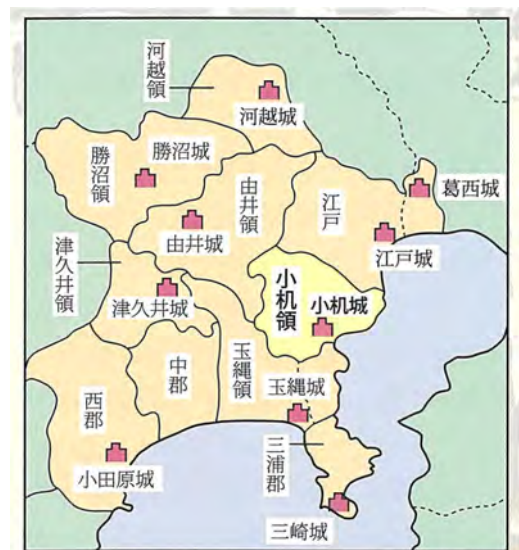 河越領
河越城
勝沼領
勝沼城
由井領
由井城
江戸
葛西城
江戸城
津久井領
津久井城
小机領
小机城
玉縄領
玉縄城
中郡
西郡
小田原城
三浦郡
三崎城